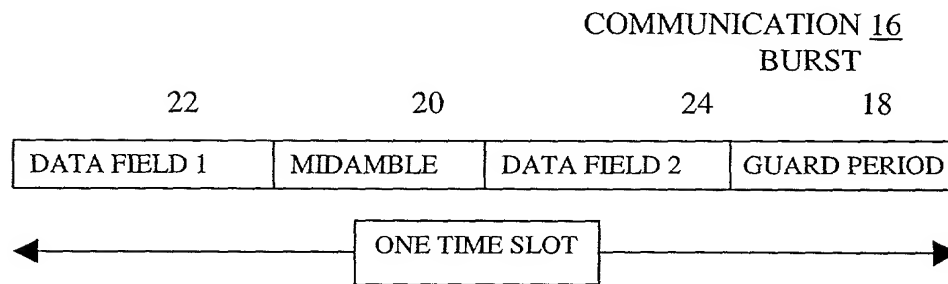 COMMUNICATION 16
BURST
22 20 24 18
DATA FIELD 1 MIDAMBLE DATA FIELD 2 GUARD PERIOD
ONE TIME SLOT